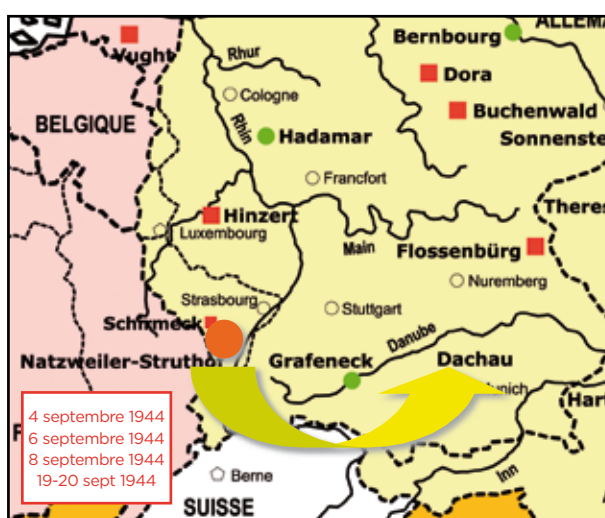 ALLEMA
Bernbourg
Vught
Rhur
Dora
Cologne
Buchenwald
BELGIQUE
Rhin
Hadamar
Sonnenste
Francfort
Hinzert
Theres
Luxembourg
Main
Flossenbürg
Nuremberg
Strasbourg
Stuttgart
Schirmeck
Danube
Natzweiler-Struthof
Grafeneck
Dachau
unich
Hart
4 septembre 1944
6 septembre 1944
8 septembre 1944
19-20 sept 1944
F
Berne
Inn
SUISSE